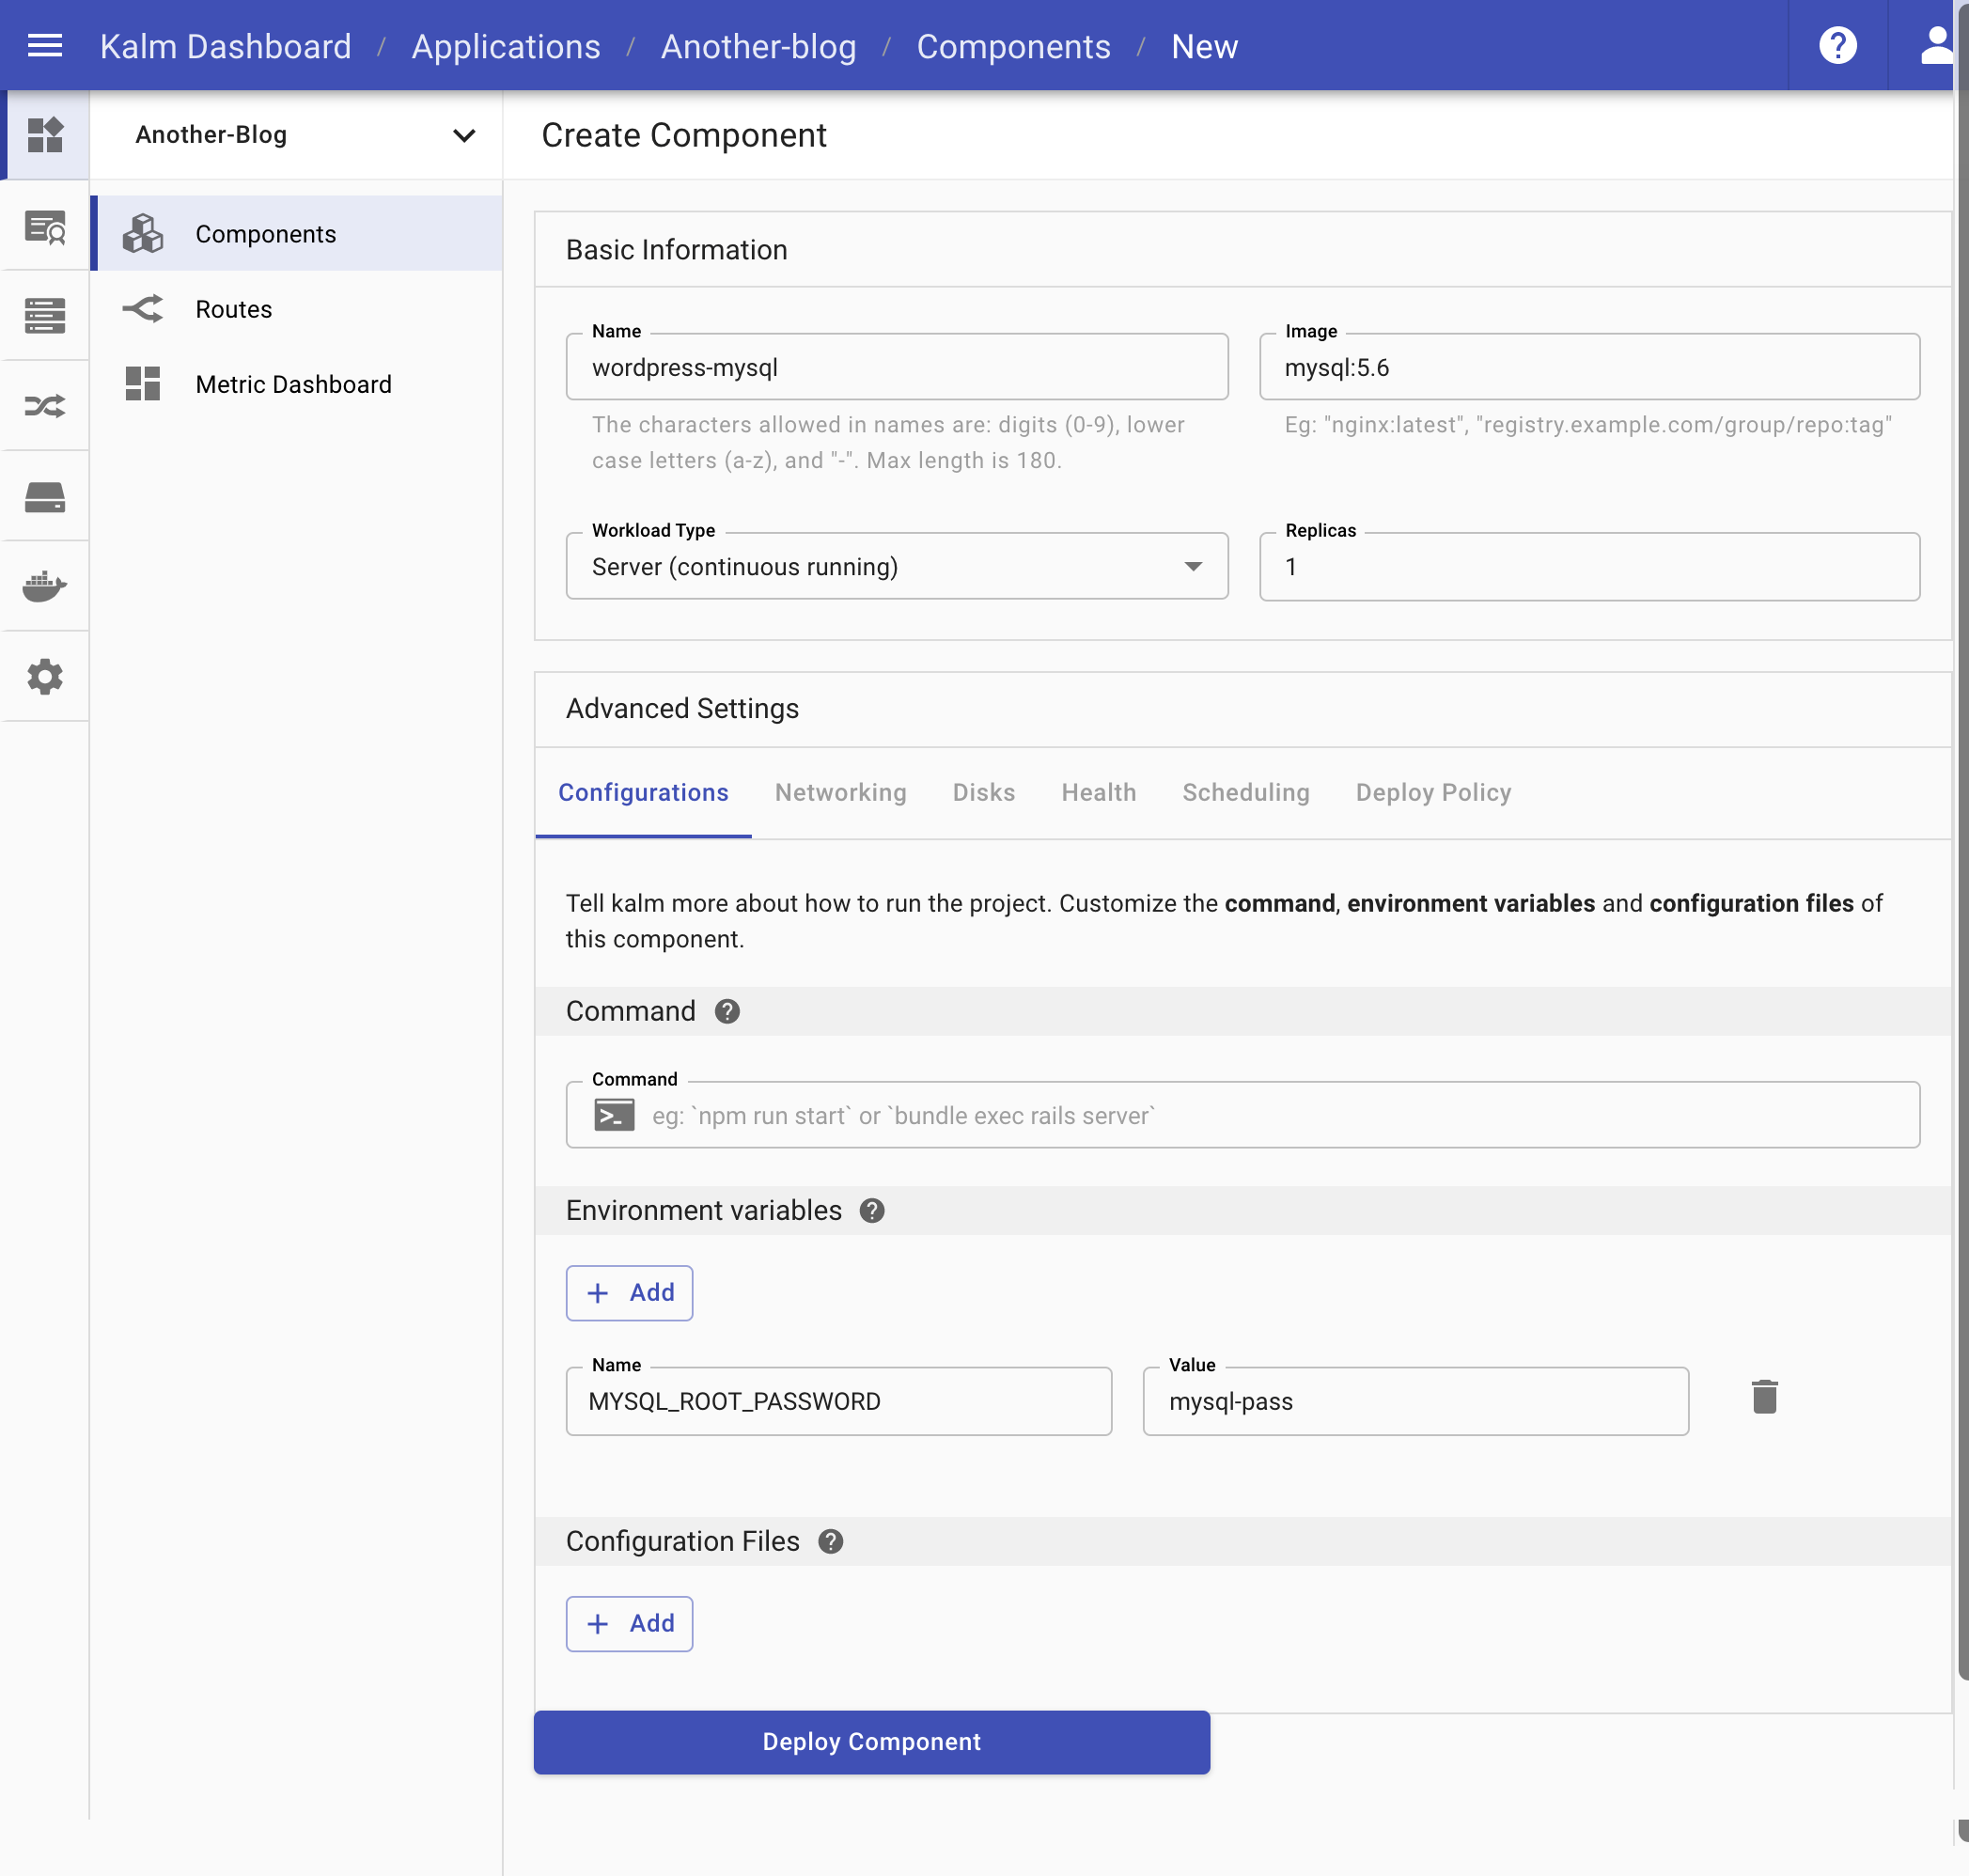 Kalm Dashboard / Applications / Another-blog / Components / New
Another-Blog
Create Component
Components
Routes
Metric Dashboard
Basic Information
Name
wordpress-mysql
The characters allowed in names are: digits (0-9), lower
case letters (a-z), and "-". Max length is 180.
Image
mysql:5.6
Eg: "nginx:latest", "registry.example.com/group/repo:tag"
Workload Type
Server (continuous running)
Replicas
1
Advanced Settings
Configurations Networking Disks Health Scheduling Deploy Policy
Tell kalm more about how to run the project. Customize the command, environment variables and configuration files of
this component.
Command
Command
eg: `npm run start` or `bundle exec rails server`
Environment variables
+ Add
Name
MYSQL_ROOT_PASSWORD
Value
mysql-pass
Configuration Files
+ Add
Deploy Component